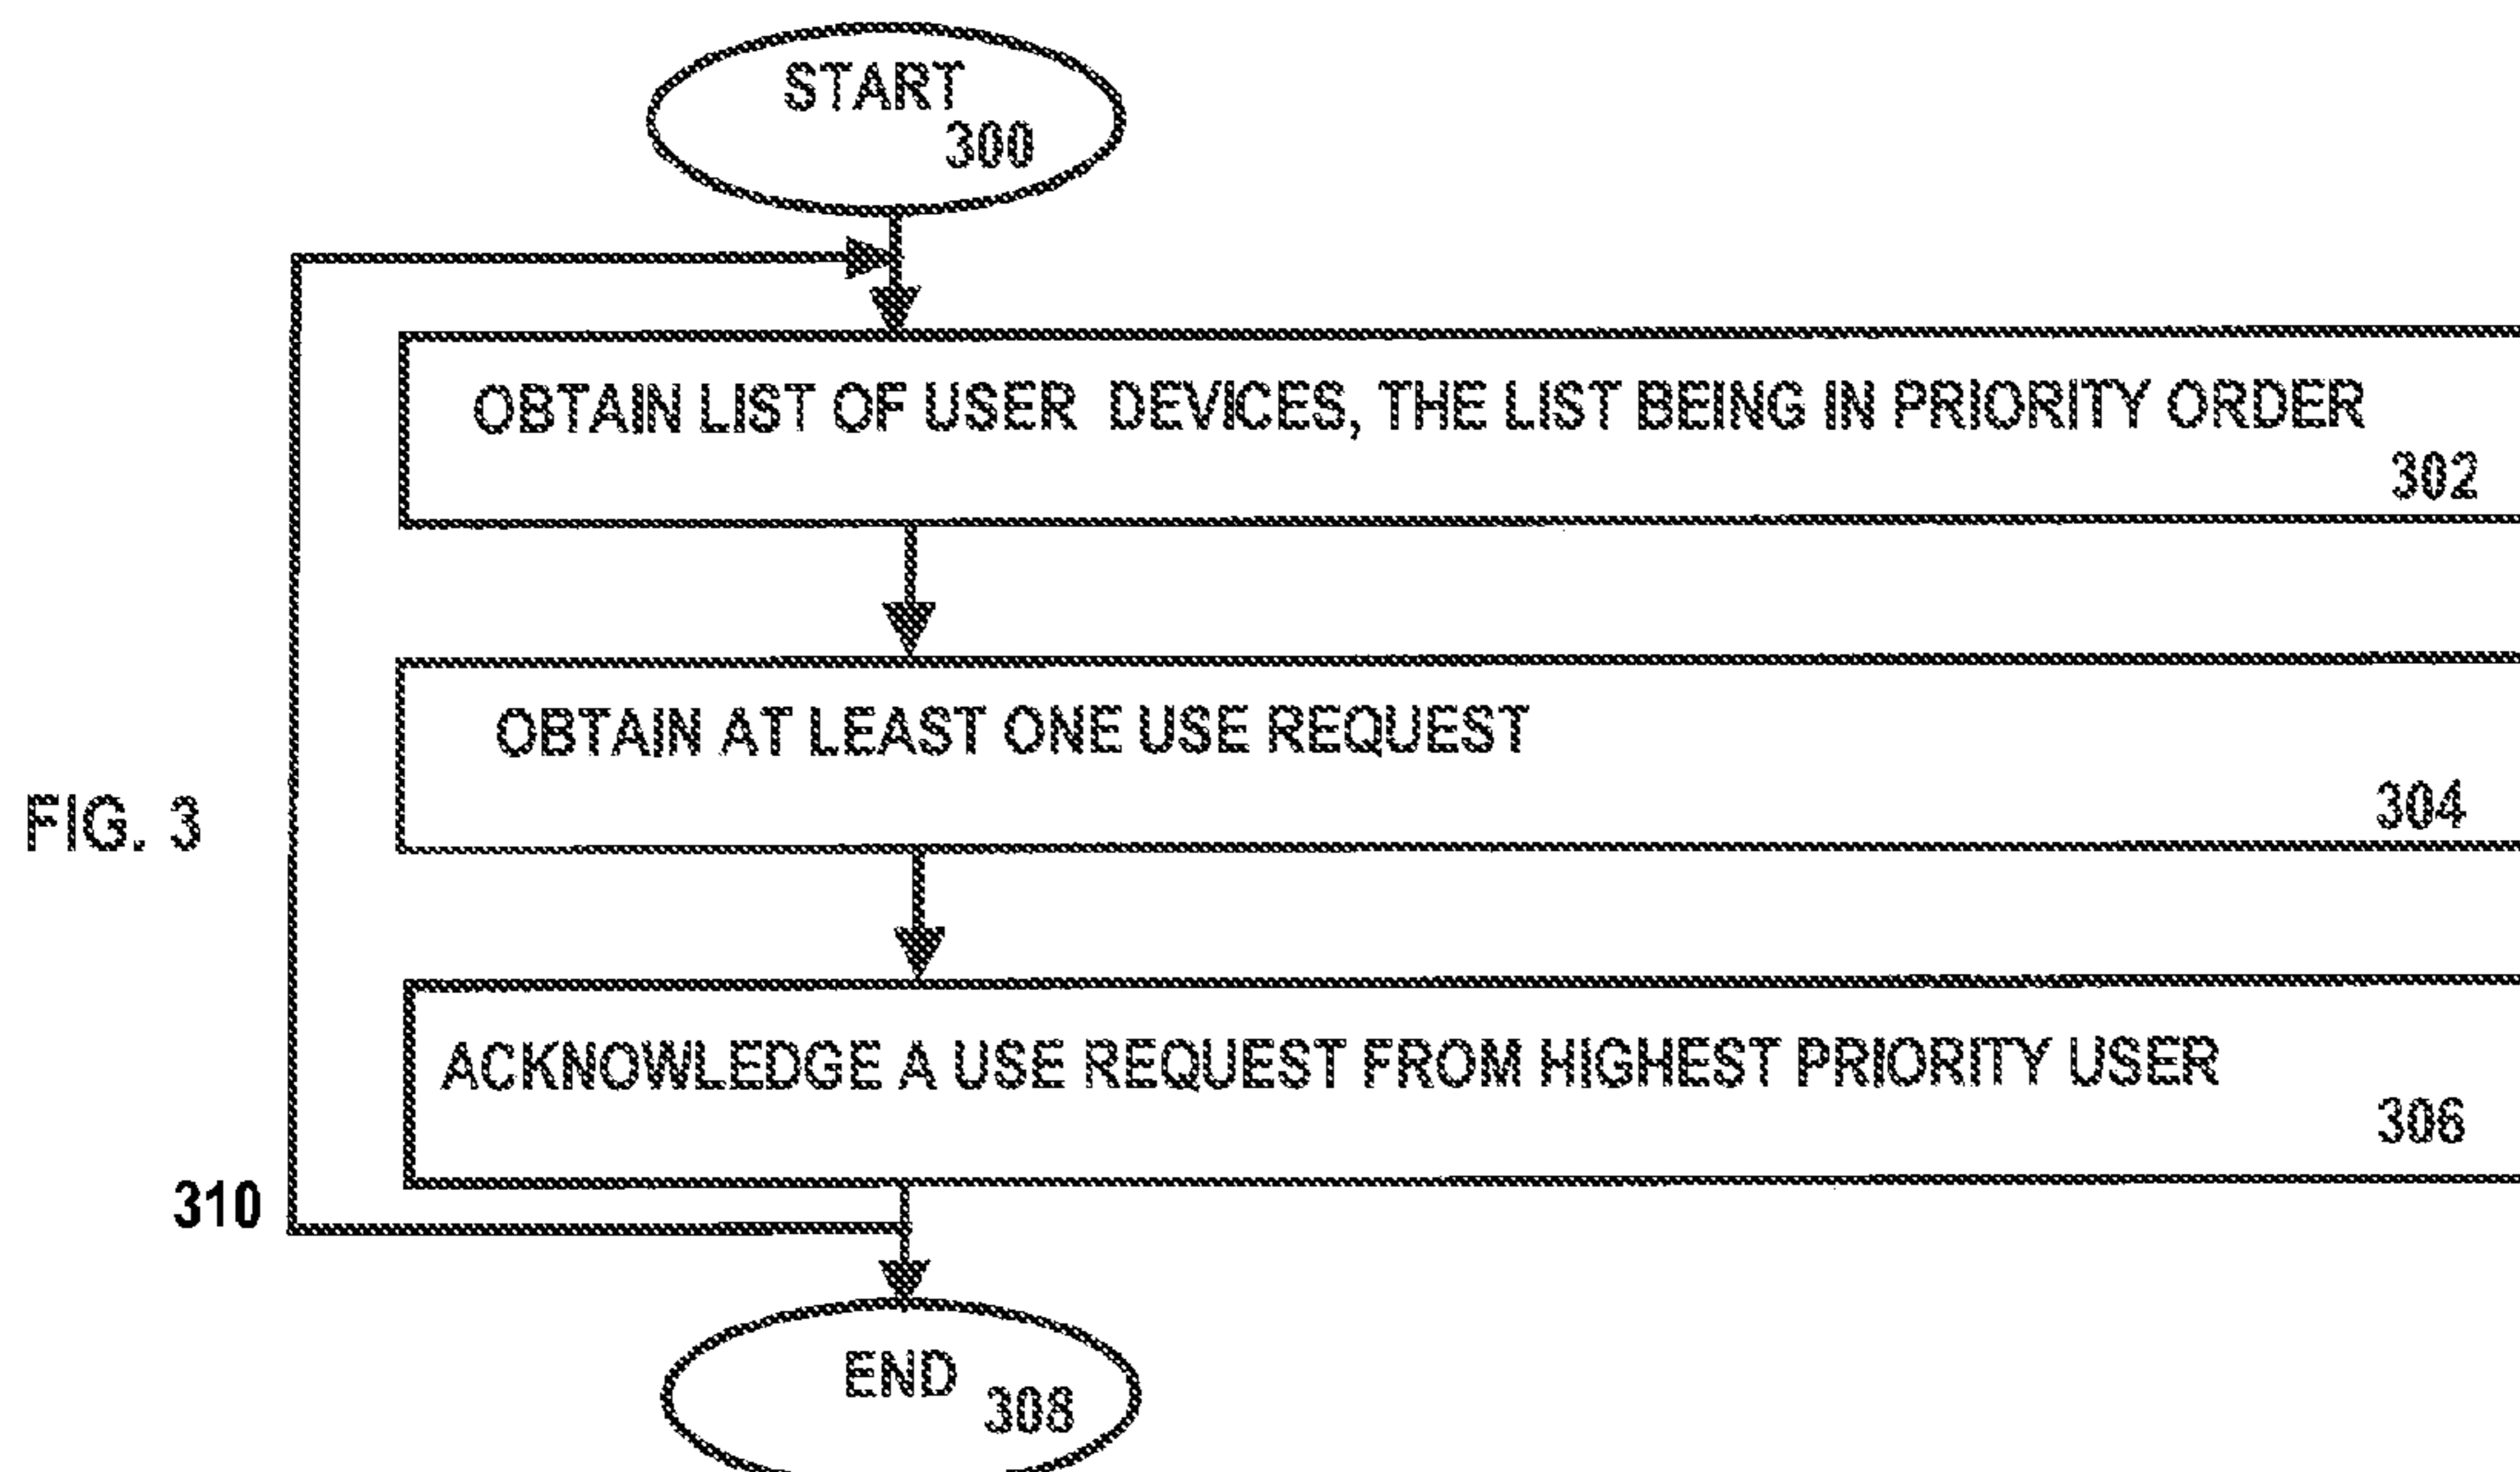 START
300
OBTAIN LIST OF USER DEVICES, THE LIST BEING IN PRIORITY ORDER
302
OBTAIN AT LEAST ONE USE REQUEST
304
FIG. 3
ACKNOWLEDGE A USE REQUEST FROM HIGHEST PRIORITY USER
306
310
END
308